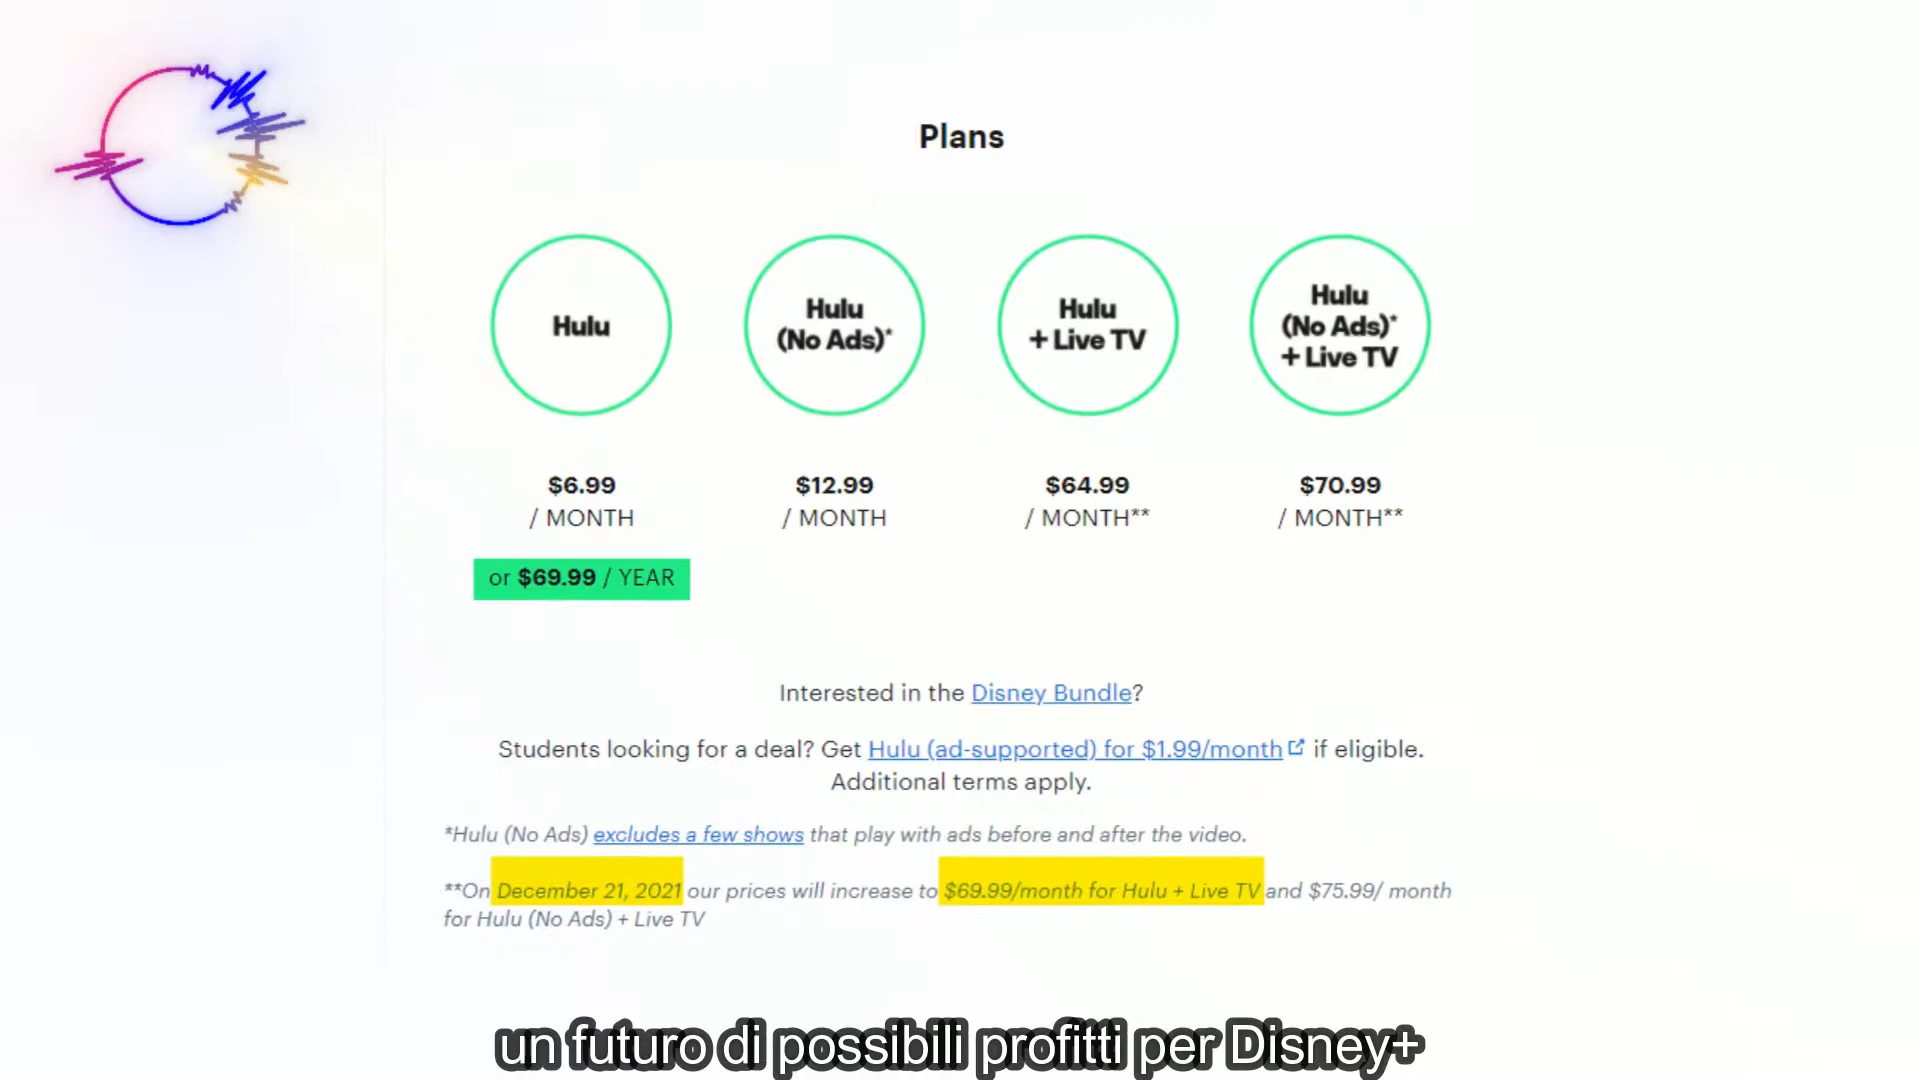 Plans
Hulu
Hulu
(No Ads)*
Hulu
+ Live TV
Hulu
(No Ads)*
+ Live TV
$6.99
/ MONTH
$12.99
/ MONTH
$64.99
/ MONTH**
$70.99
/ MONTH**
or $69.99 / YEAR
Interested in the Disney Bundle?
Students looking for a deal? Get Hulu (ad-supported) for $1.99/month if eligible.
Additional terms apply.
*Hulu (No Ads) excludes a few shows that play with ads before and after the video.
**On December 21, 2021 our prices will increase to $69.99/month for Hulu + Live TV and $75.99/ month
for Hulu (No Ads) + Live TV
un futuro di possibili profitti per Disney+